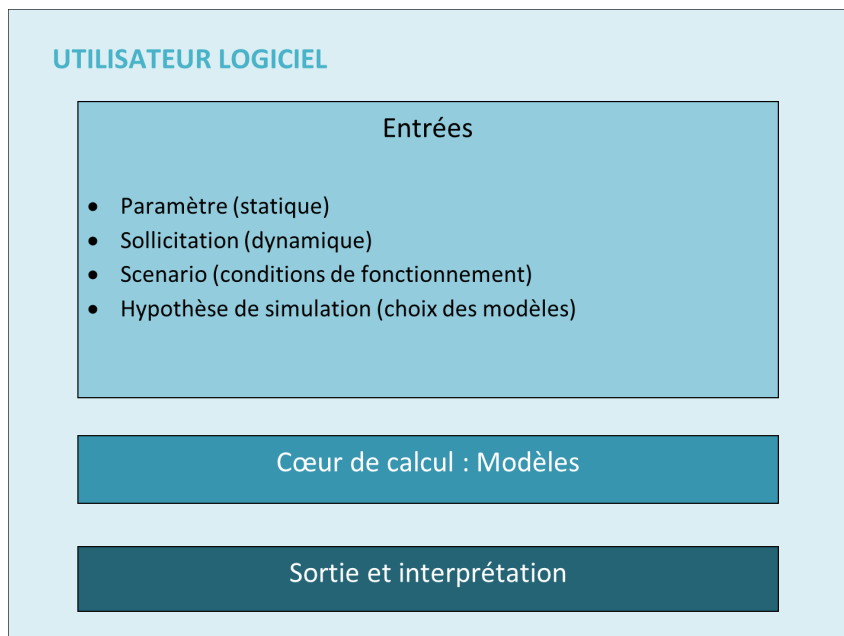 UTILISATEUR LOGICIEL
Entrées
• Paramètre (statique)
• Sollicitation (dynamique)
• Scenario (conditions de fonctionnement)
• Hypothèse de simulation (choix des modèles)
Cœur de calcul : Modèles
Sortie et interprétation